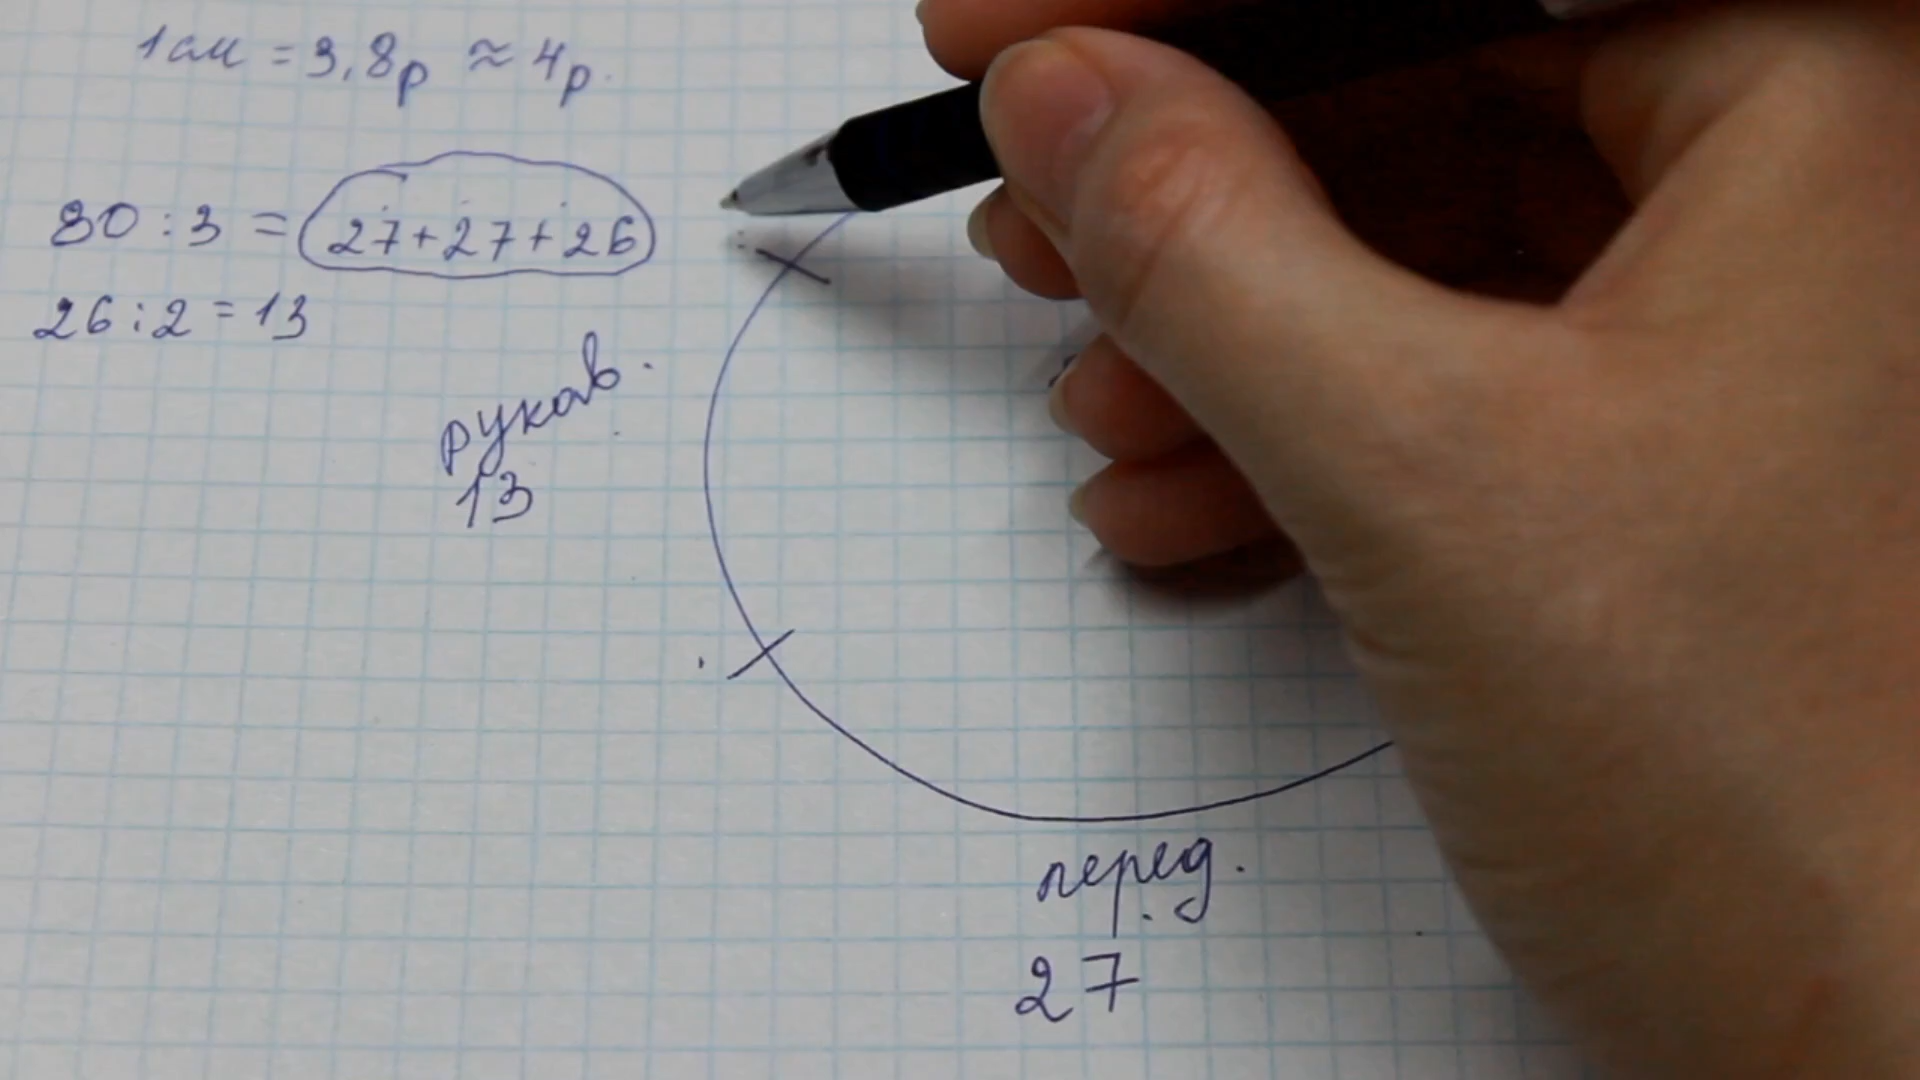 1см = 3,8р ≈ 4р.
80 : 3 = 27+27+26
26 : 2 = 13
рукав.
13
перед.
27